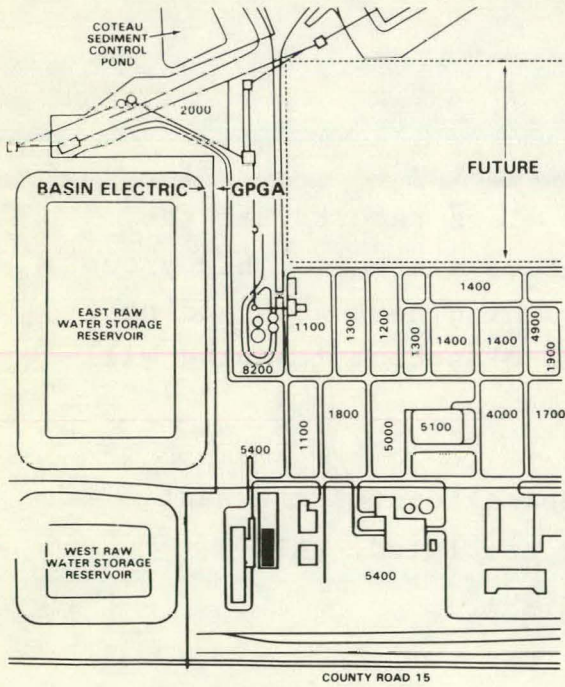 COTEAU
SEDIMENT
CONTROL
POND
2000
FUTURE
BASIN ELECTRIC
GPGA
1400
EAST RAW
WATER STORAGE
RESERVOIR
1100
1300
1200
1300
1400
1400
4900
1900
8200
1100
1800
5000
5100
4000
1700
5400
WEST RAW
WATER STORAGE
RESERVOIR
5400
COUNTY ROAD 15